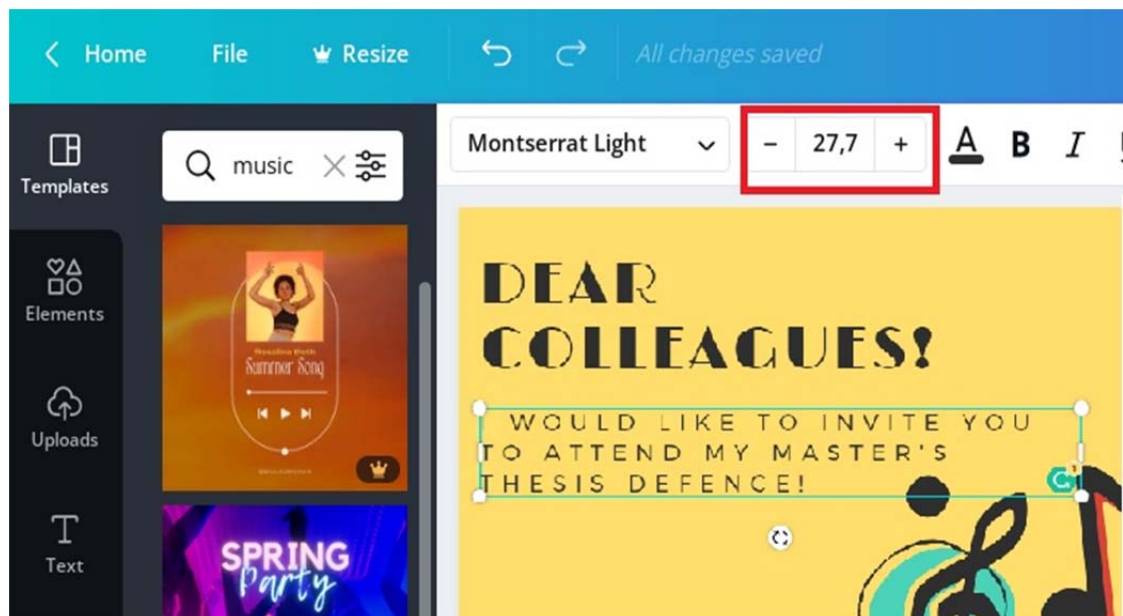 Home File Resize All changes saved
Templates
music
Montserrat Light
- 27,7 +
A B I
Elements
Uploads
Text
Summer Song
SPRING
Party
DEAR
COLLEAGUES!
WOULD LIKE TO INVITE YOU
TO ATTEND MY MASTER'S
THESIS DEFENCE!
1